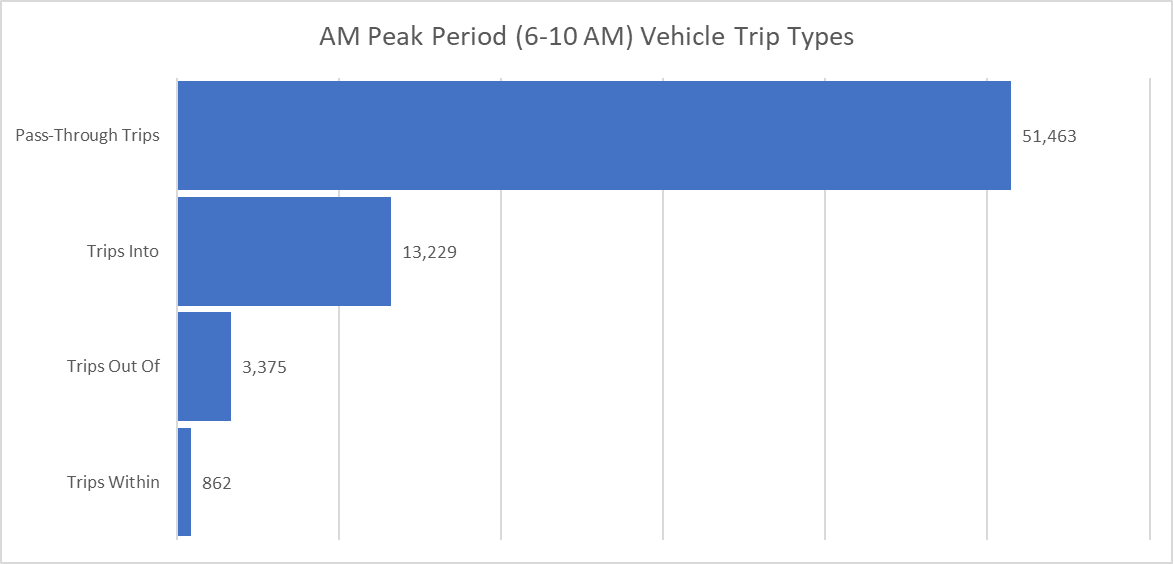 AM Peak Period (6-10 AM) Vehicle Trip Types
Pass-Through Trips
51,463
Trips Into
13,229
Trips Out Of
3,375
Trips Within
862